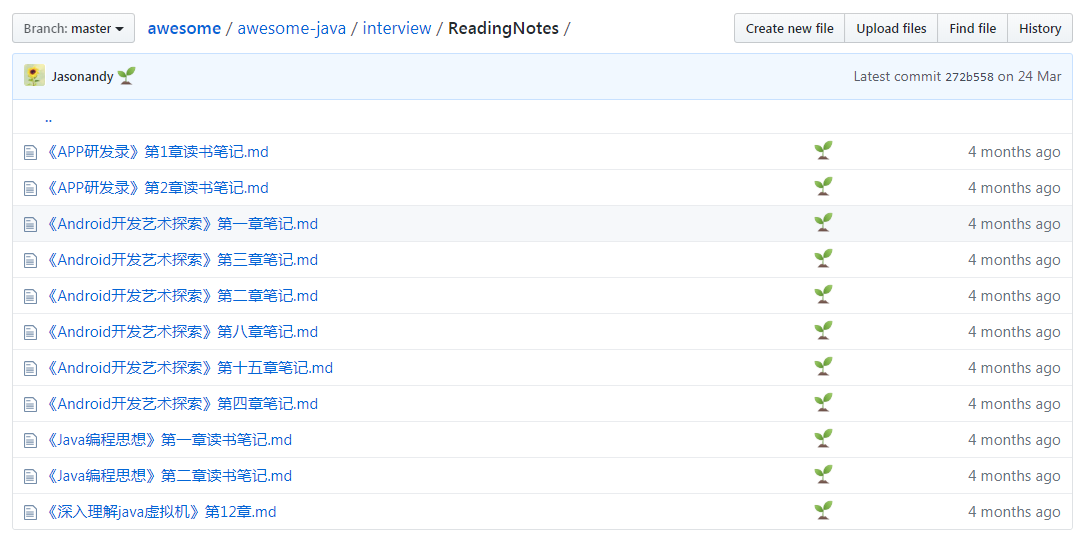 Branch: master awesome / awesome-java / interview / ReadingNotes / Create new file Upload files Find file History
Jasonandy Latest commit 272b558 on 24 Mar
..
《APP研发录》第1章读书笔记.md 4 months ago
《APP研发录》第2章读书笔记.md 4 months ago
《Android开发艺术探索》第一章笔记.md 4 months ago
《Android开发艺术探索》第三章笔记.md 4 months ago
《Android开发艺术探索》第二章笔记.md 4 months ago
《Android开发艺术探索》第八章笔记.md 4 months ago
《Android开发艺术探索》第十五章笔记.md 4 months ago
《Android开发艺术探索》第四章笔记.md 4 months ago
《Java编程思想》第一章读书笔记.md 4 months ago
《Java编程思想》第二章读书笔记.md 4 months ago
《深入理解java虚拟机》第12章.md 4 months ago